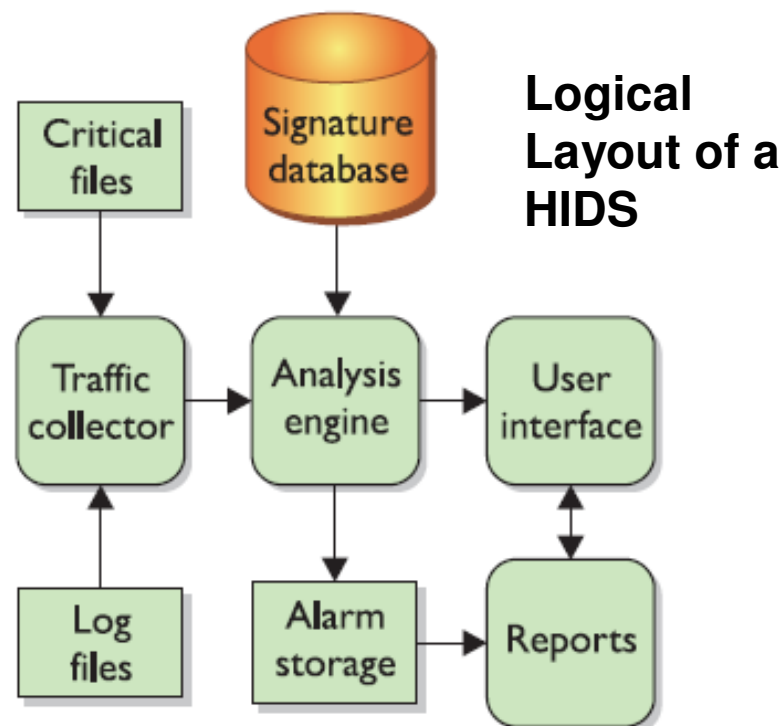 Logical
Layout of a
HIDS
Critical
files
Signature
database
Traffic
collector
Analysis
engine
User
interface
Log
files
Alarm
storage
Reports